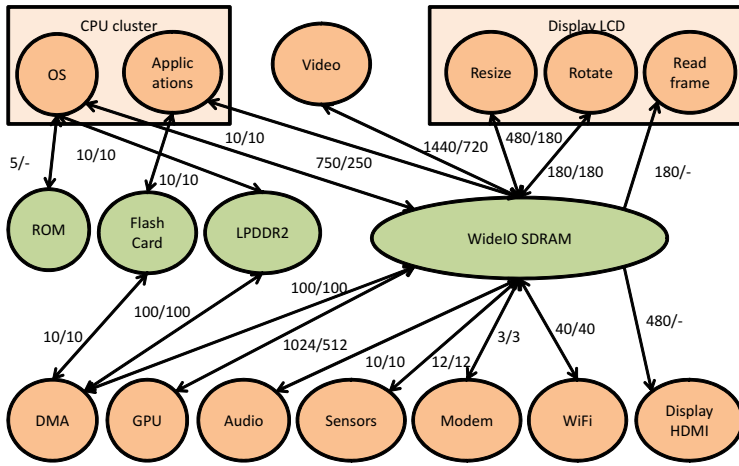 CPU cluster
Display LCD
OS
Applic
ations
Video
Resize
Rotate
Read
frame
10/10
1440/720
480/180
5/-
10/10
750/250
10/10
180/180
180/-
ROM
Flash
Card
LPDDR2
WideIO SDRAM
100/100
100/100
10/10
1024/512
10/10
12/12
3/3
40/40
480/-
DMA
GPU
Audio
Sensors
Modem
WiFi
Display
HDMI